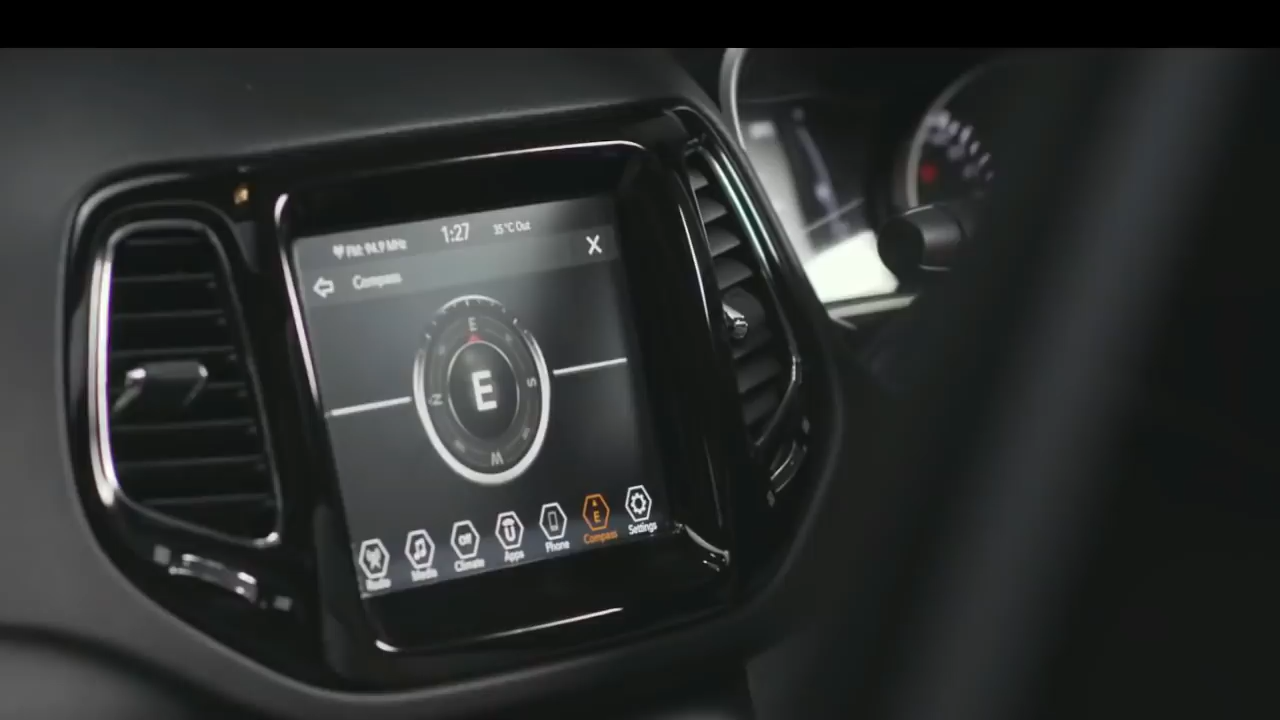 FM: 94.9 MHz 1:27 35°C Out X
Compass
E
N E S
W
Radio Media Off Climate Apps Phone E Compass Settings